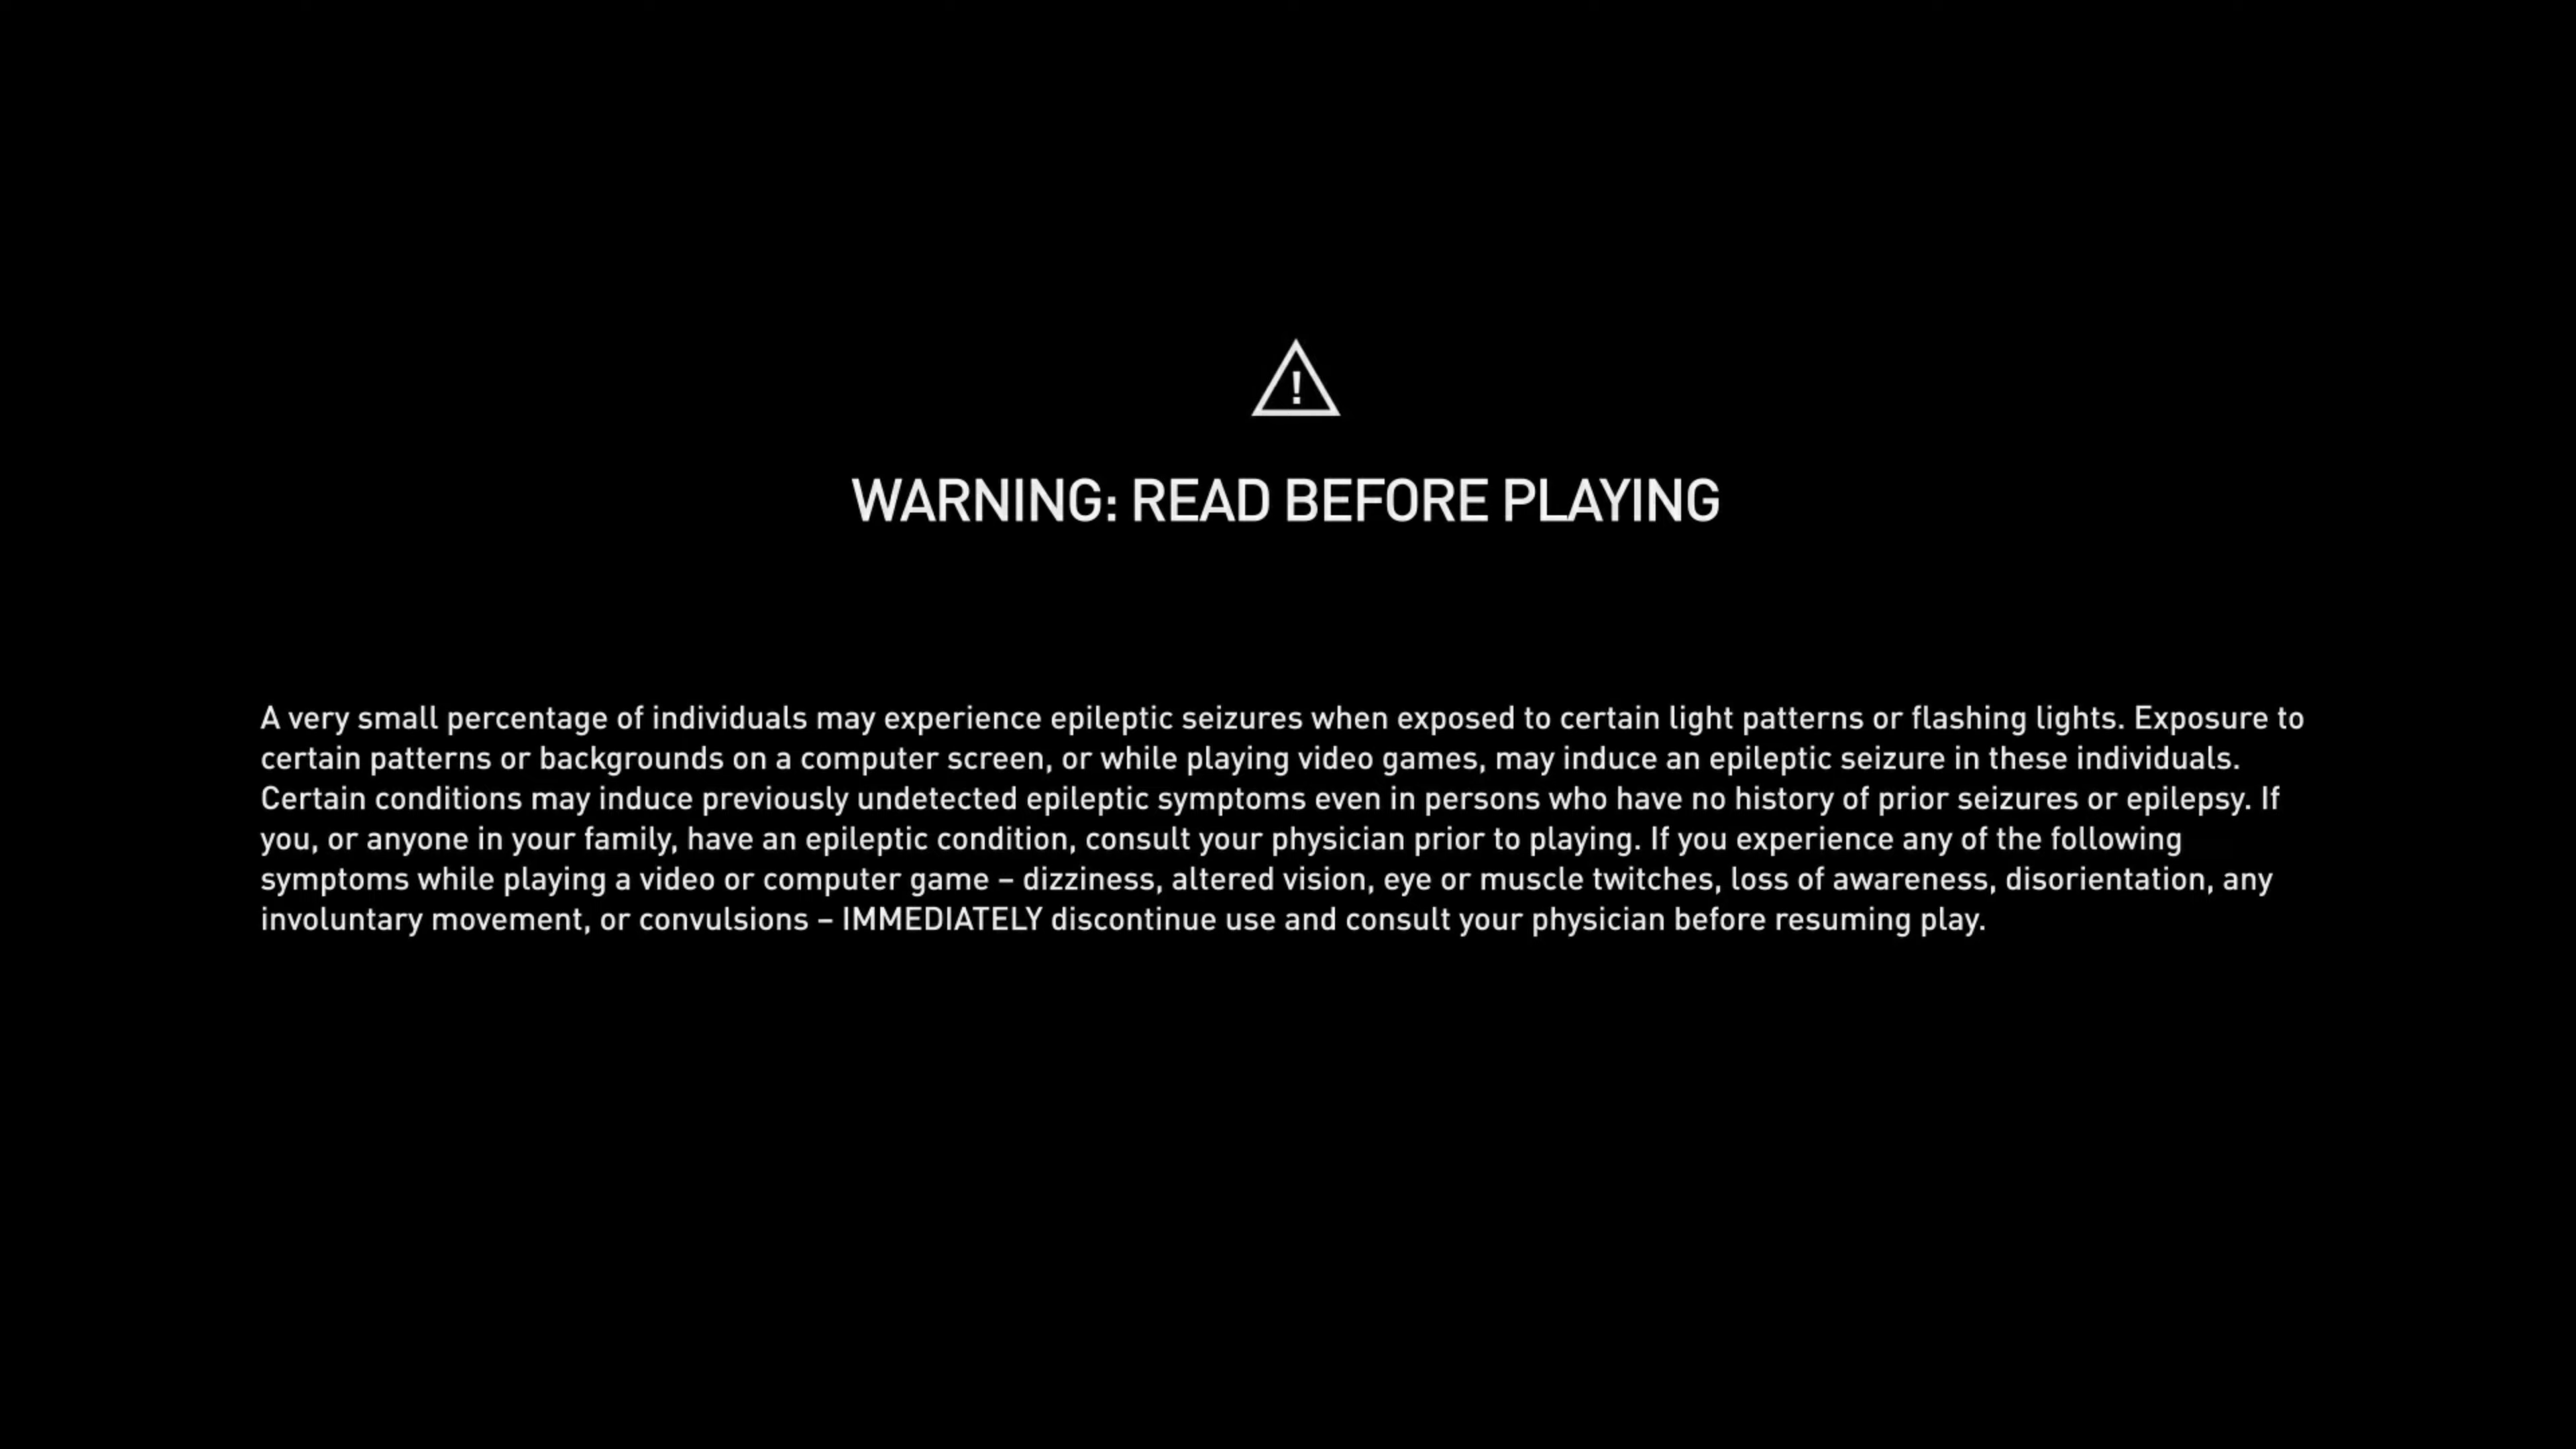 !
WARNING: READ BEFORE PLAYING
A very small percentage of individuals may experience epileptic seizures when exposed to certain light patterns or flashing lights. Exposure to
certain patterns or backgrounds on a computer screen, or while playing video games, may induce an epileptic seizure in these individuals.
Certain conditions may induce previously undetected epileptic symptoms even in persons who have no history of prior seizures or epilepsy. If
you, or anyone in your family, have an epileptic condition, consult your physician prior to playing. If you experience any of the following
symptoms while playing a video or computer game – dizziness, altered vision, eye or muscle twitches, loss of awareness, disorientation, any
involuntary movement, or convulsions – IMMEDIATELY discontinue use and consult your physician before resuming play.